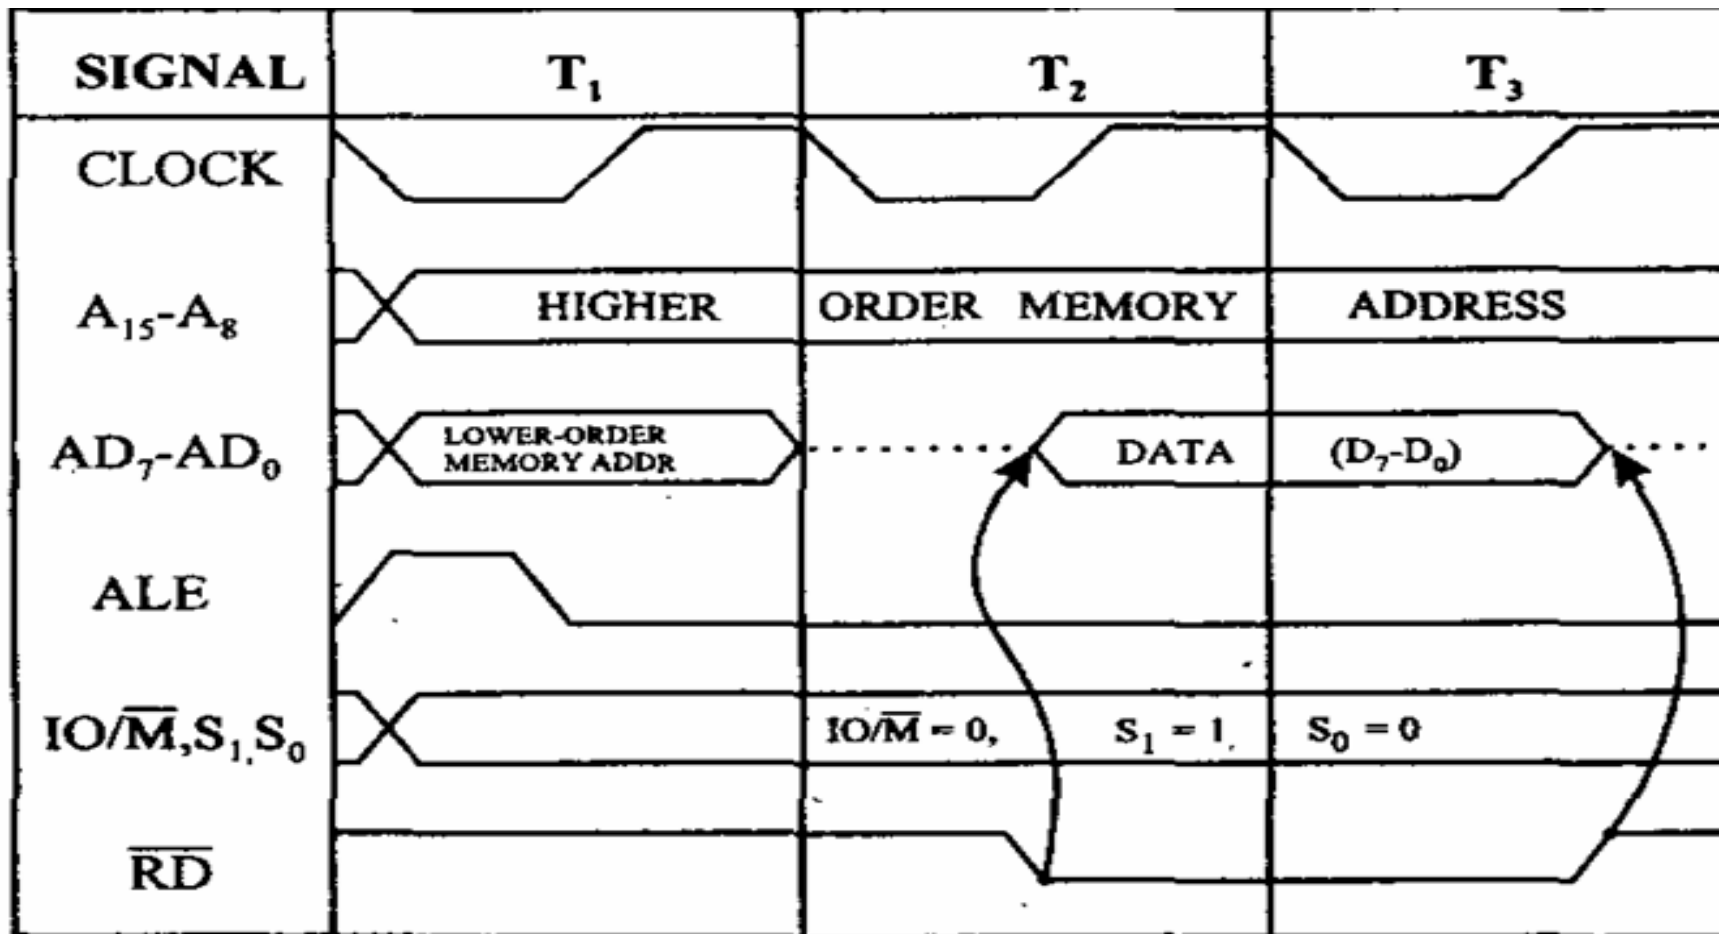 SIGNAL T₁ T₂ T₃
CLOCK
A₁₅-A₈ HIGHER ORDER MEMORY ADDRESS
AD₇-AD₀ LOWER-ORDER MEMORY ADDR DATA (D₇-D₀)
ALE
IO/M̅,S₁,S₀ IO/M̅ = 0, S₁ = 1, S₀ = 0
R̅D̅